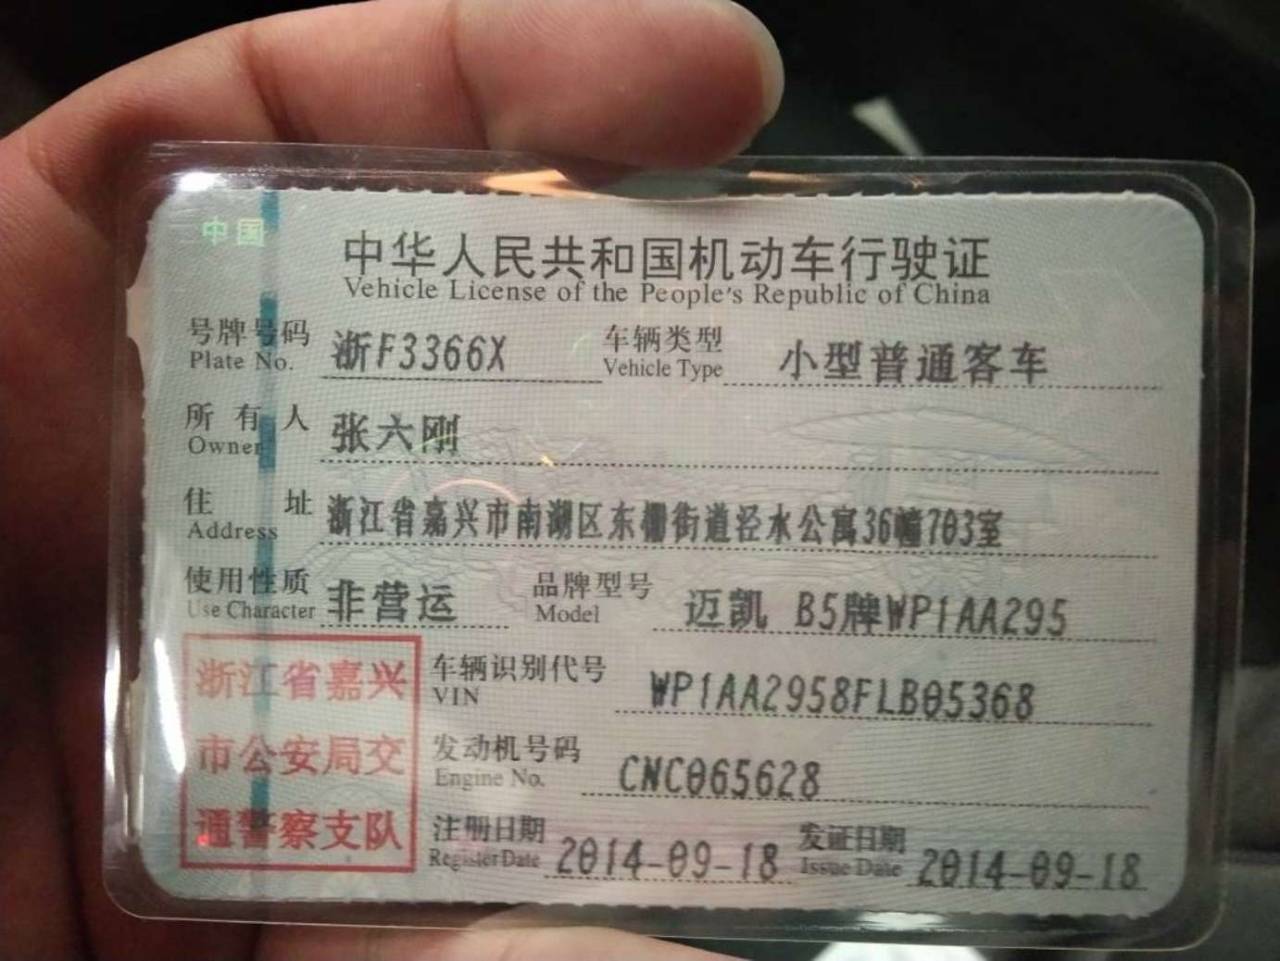 中国
中华人民共和国机动车行驶证
Vehicle License of the People's Republic of China
号牌号码 浙F3366X 车辆类型 小型普通客车
Plate No. Vehicle Type
所有人 张六刚
Owner
住址 浙江省嘉兴市南湖区东栅街道泾水公寓36幢703室
Address
使用性质 非营运 品牌型号 迈凯 B5牌WP1AA295
Use Character Model
浙江省嘉兴
市公安局交
通警察支队
车辆识别代号 WP1AA2958FLB05368
VIN
发动机号码 CNC065628
Engine No.
注册日期 2014-09-18 发证日期 2014-09-18
Register Date Issue Date